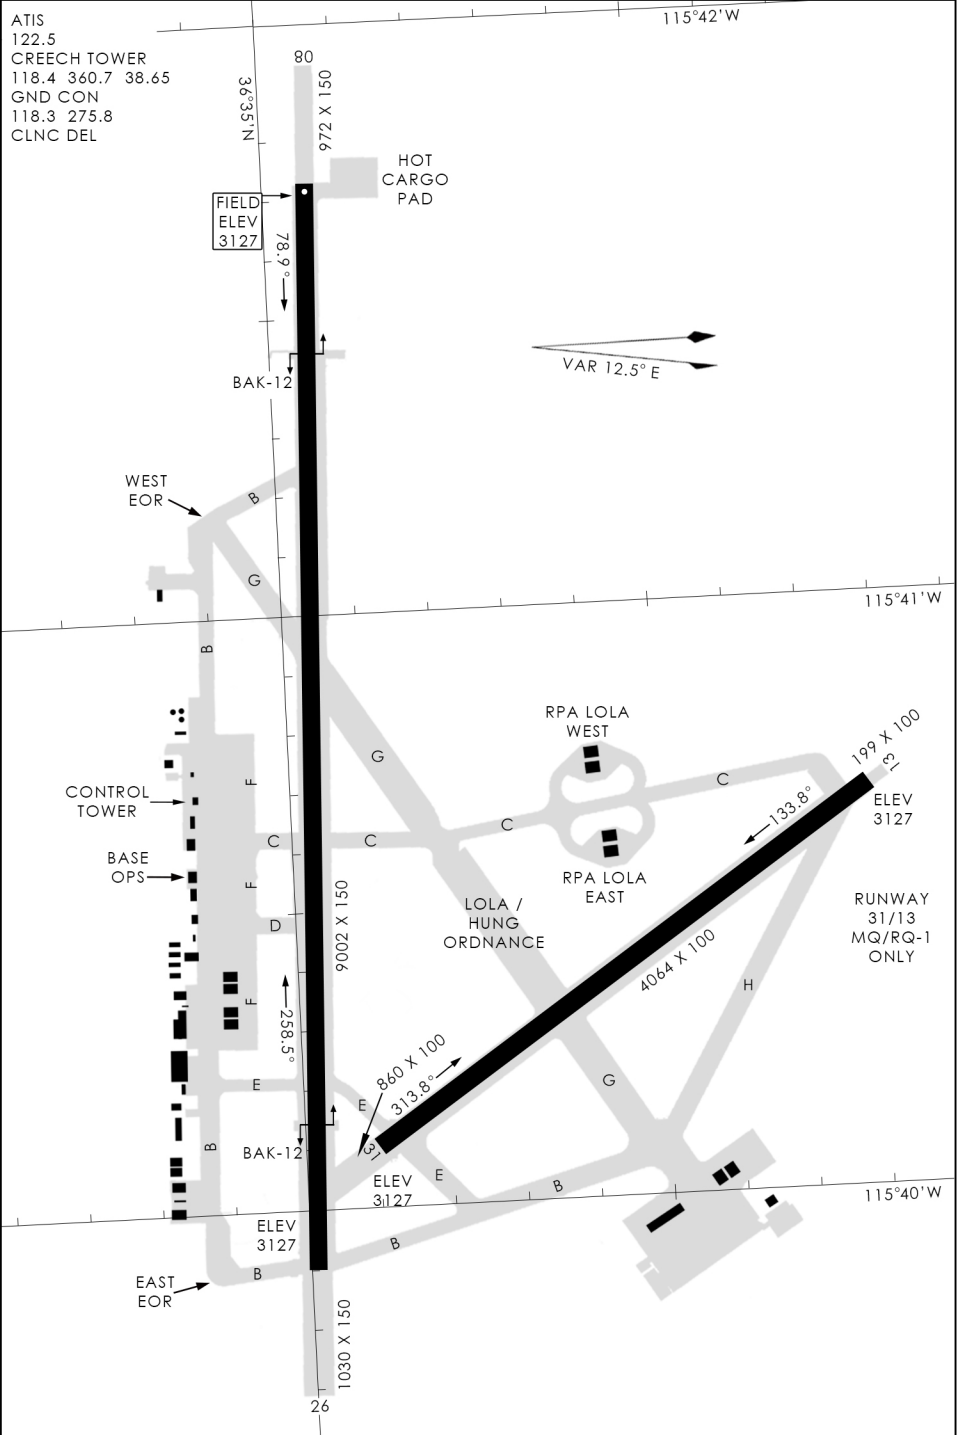 ATIS
122.5
CREECH TOWER
118.4 360.7 38.65
GND CON
118.3 275.8
CLNC DEL
115°42'W
36°35'N
08
972 X 150
HOT
CARGO
PAD
FIELD
ELEV
3127
78.9°
VAR 12.5° E
BAK-12
WEST
EOR
B
G
115°41'W
B
RPA LOLA
WEST
199 X 100
13
G
F
C
CONTROL
TOWER
133.8°
ELEV
3127
C
C
C
BASE
OPS
F
RPA LOLA
EAST
9002 X 150
LOLA /
HUNG
ORDNANCE
RUNWAY
31/13
MQ/RQ-1
ONLY
D
4064 X 100
F
H
258.5°
860 X 100
313.8°
E
G
E
B
BAK-12
31
E
B
ELEV
3127
115°40'W
ELEV
3127
B
B
EAST
EOR
1030 X 150
26